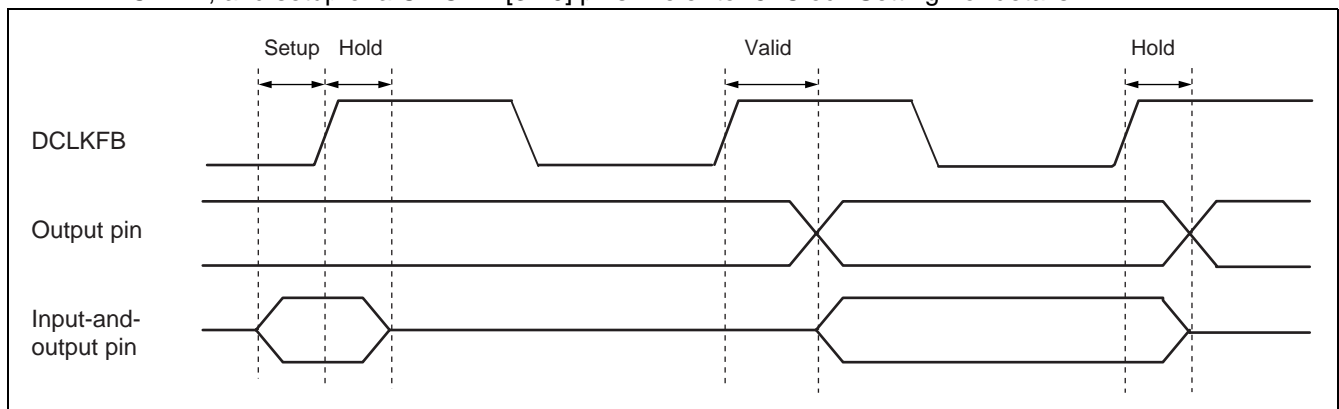 Setup Hold Valid Hold
DCLKFB
Output pin
Input-and-
output pin